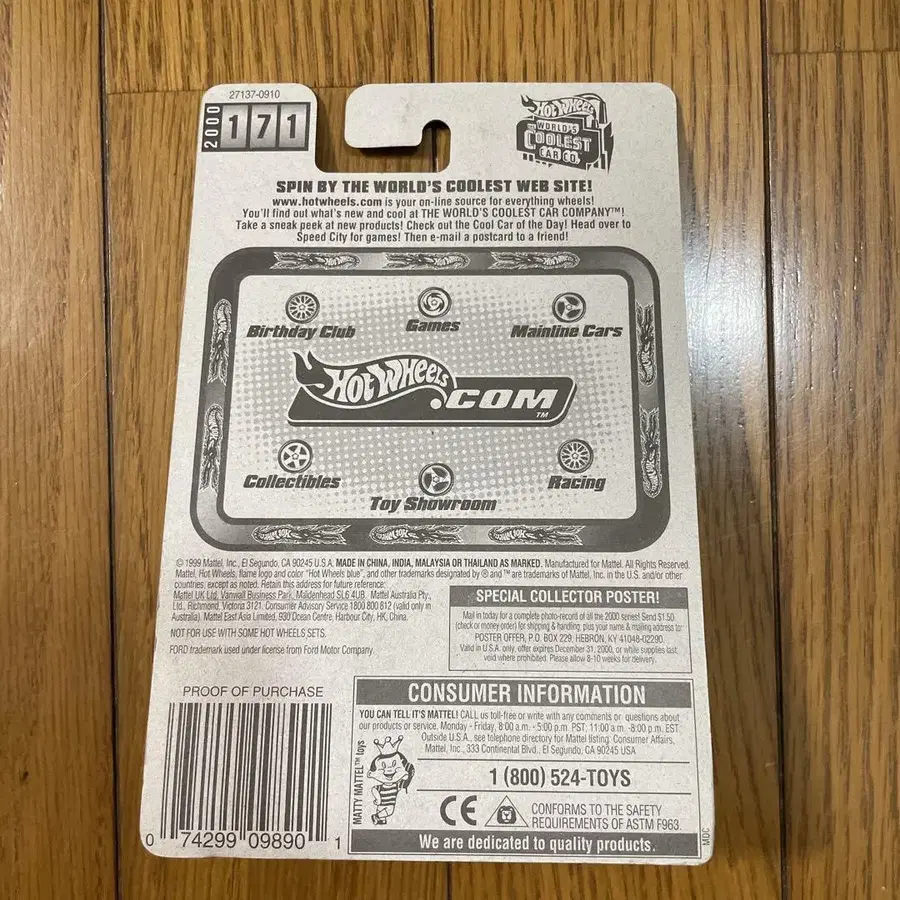 27137-0910
2000
171
Hot Wheels
THE WORLD'S
COOLEST
CAR CO.
SPIN BY THE WORLD'S COOLEST WEB SITE!
www.hotwheels.com is your on-line source for everything wheels!
You'll find out what's new and cool at THE WORLD'S COOLEST CAR COMPANY™!
Take a sneak peek at new products! Check out the Cool Car of the Day! Head over to
Speed City for games! Then e-mail a postcard to a friend!
Birthday Club
Games
Mainline Cars
Hot Wheels
.COM™
Collectibles
Toy Showroom
Racing
© 1999 Mattel, Inc., El Segundo, CA 90245 U.S.A. MADE IN CHINA, INDIA, MALAYSIA OR THAILAND AS MARKED. Manufactured for Mattel. All Rights Reserved.
Mattel, Hot Wheels, flame logo and color "Hot Wheels blue", and other trademarks designated by ® and ™ are trademarks of Mattel, Inc. in the U.S. and/or other
countries, except as noted. Retain this address for future reference:
Mattel UK Ltd, Vanwall Business Park, Maidenhead SL6 4UB. Mattel Australia Pty.,
Ltd., Richmond, Victoria 3121. Consumer Advisory Service 1800 800 812 (valid only in
Australia). Mattel East Asia Limited, 930 Ocean Centre, Harbour City, HK, China.
NOT FOR USE WITH SOME HOT WHEELS SETS.
FORD trademark used under license from Ford Motor Company.
SPECIAL COLLECTOR POSTER!
Mail in today for a complete photo-record of all the 2000 series! Send $1.50
(check or money order) for shipping & handling, plus your name & mailing address to:
POSTER OFFER, P.O. BOX 229, HEBRON, KY 41048-02290.
Valid in U.S.A. only, offer expires December 31, 2000, or while supplies last,
void where prohibited. Please allow 8-10 weeks for delivery.
PROOF OF PURCHASE
0 74299 09890 1
CONSUMER INFORMATION
YOU CAN TELL IT'S MATTEL! CALL us toll-free or write with any comments or questions about
our products or service. Monday - Friday, 8:00 a.m. - 5:00 p.m. PST; 11:00 a.m. -8:00 p.m. EST.
Outside U.S.A., see telephone directory for Mattel listing. Consumer Affairs,
Mattel, Inc., 333 Continental Blvd., El Segundo, CA 90245 USA
MATTY MATTEL™ toys
1 (800) 524-TOYS
CE
CONFORMS TO THE SAFETY
REQUIREMENTS OF ASTM F963.
We are dedicated to quality products.
MDC